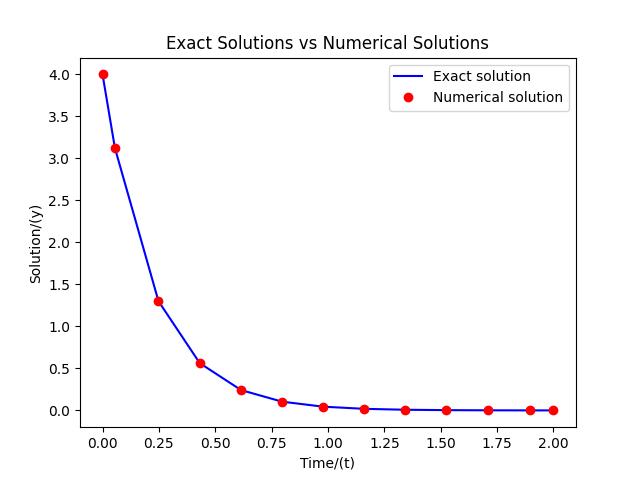 Exact Solutions vs Numerical Solutions
Exact solution
Numerical solution
4.0
3.5
3.0
2.5
2.0
1.5
1.0
0.5
0.0
Solution/(y)
0.00 0.25 0.50 0.75 1.00 1.25 1.50 1.75 2.00
Time/(t)